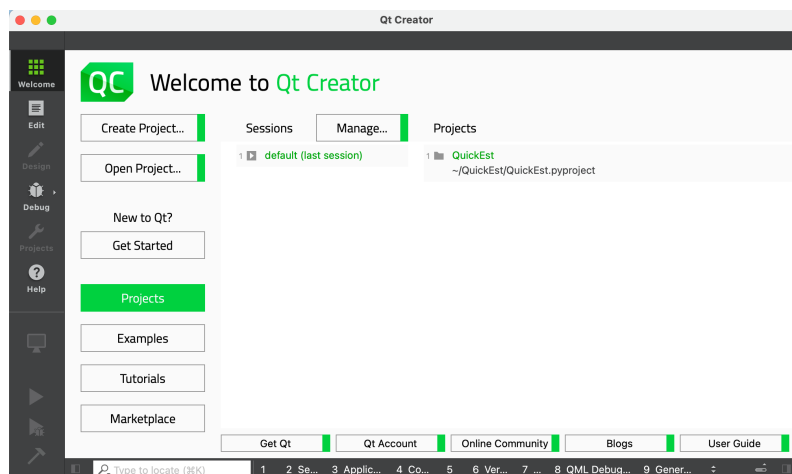 Qt Creator
Welcome
Edit
Design
Debug
Projects
Help
QC
Welcome to Qt Creator
Create Project...
Open Project...
New to Qt?
Get Started
Projects
Examples
Tutorials
Marketplace
Sessions
Manage...
1 default (last session)
Projects
1 QuickEst
~/QuickEst/QuickEst.pyproject
Get Qt
Qt Account
Online Community
Blogs
User Guide
Type to locate (⌘K)
1 2 Se... 3 Applic... 4 Co... 5 6 Ver... 7 ... 8 QML Debug... 9 Gener...